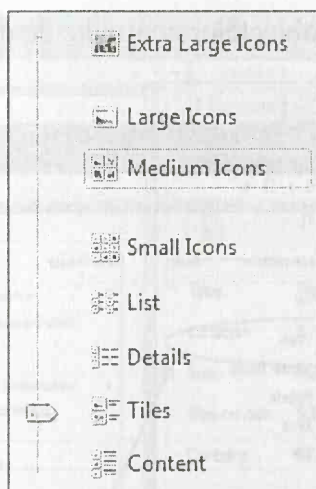 Extra Large Icons
Large Icons
Medium Icons
Small Icons
List
Details
Tiles
Content